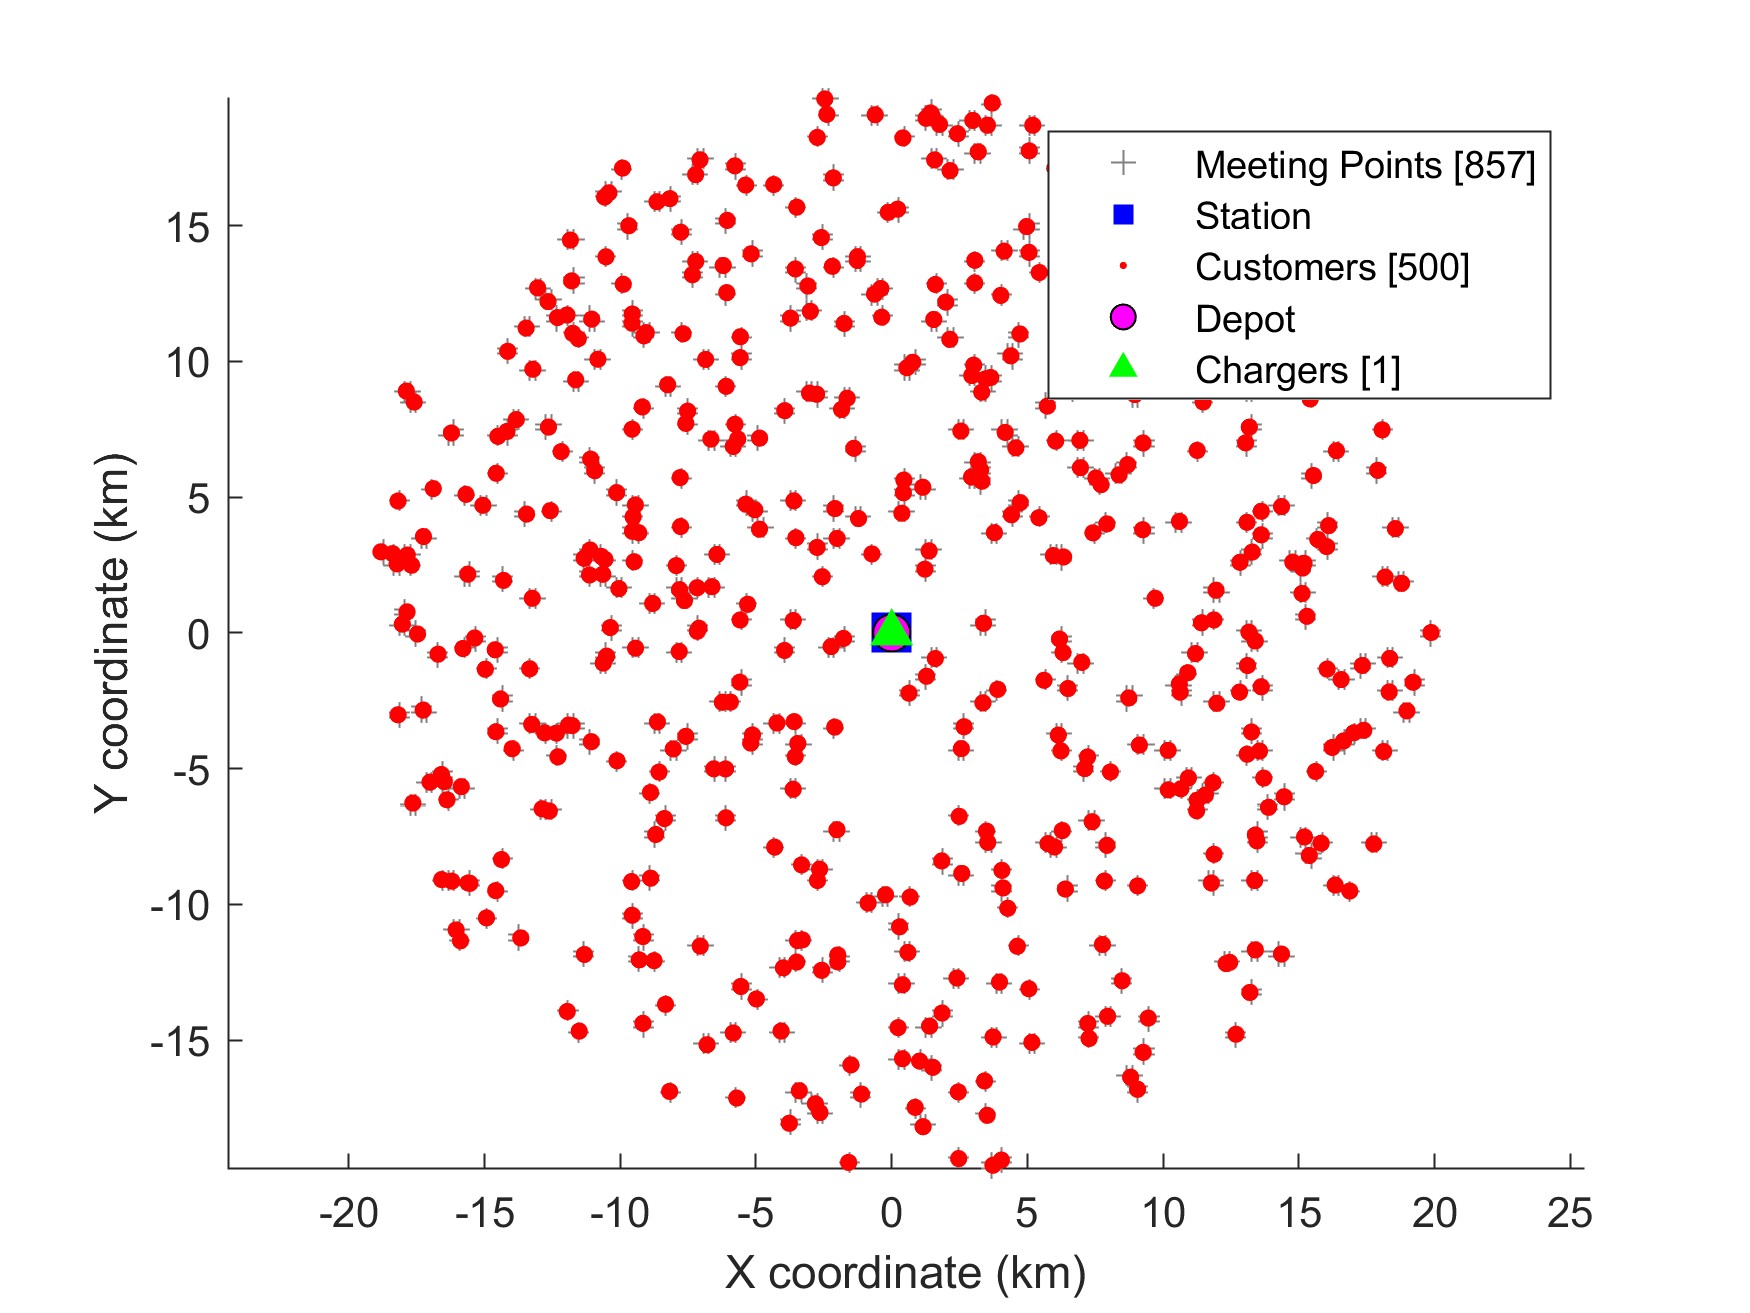 Meeting Points [857]
Station
Customers [500]
Depot
Chargers [1]
15
10
5
0
-5
-10
-15
Y coordinate (km)
-20 -15 -10 -5 0 5 10 15 20 25
X coordinate (km)